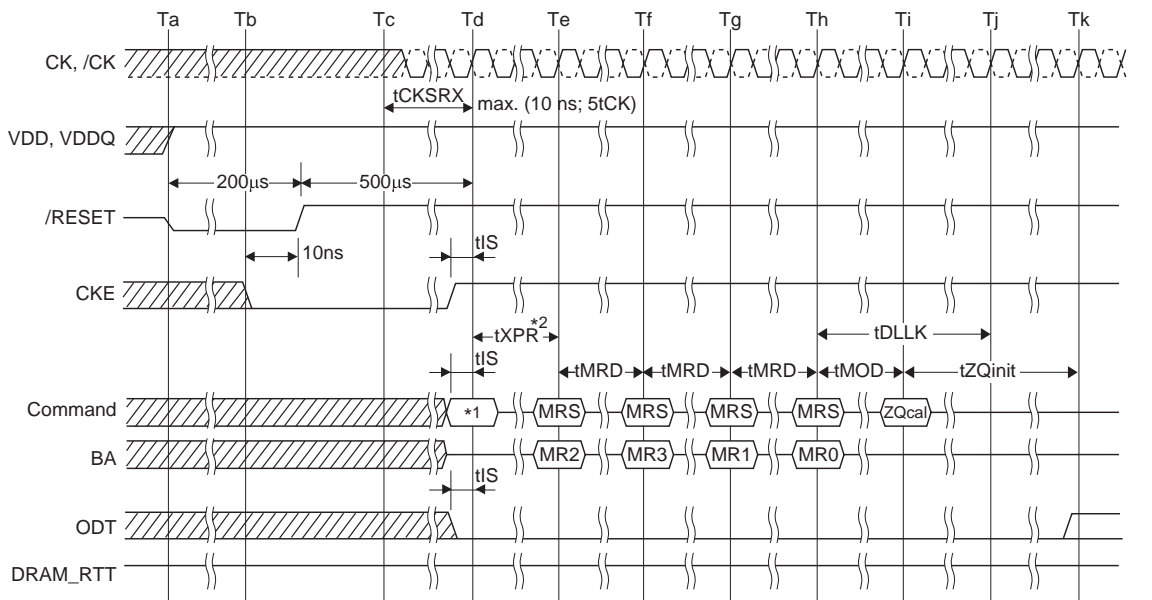 Ta Tb Tc Td Te Tf Tg Th Ti Tj Tk
CK, /CK
tCKSRX max. (10 ns; 5tCK)
VDD, VDDQ
200μs 500μs
/RESET
10ns tIS
CKE
tXPR*2 tDLLK
tIS tMRD tMRD tMRD tMOD tZQinit
Command *1 MRS MRS MRS MRS ZQcal
BA MR2 MR3 MR1 MR0
tIS
ODT
DRAM_RTT